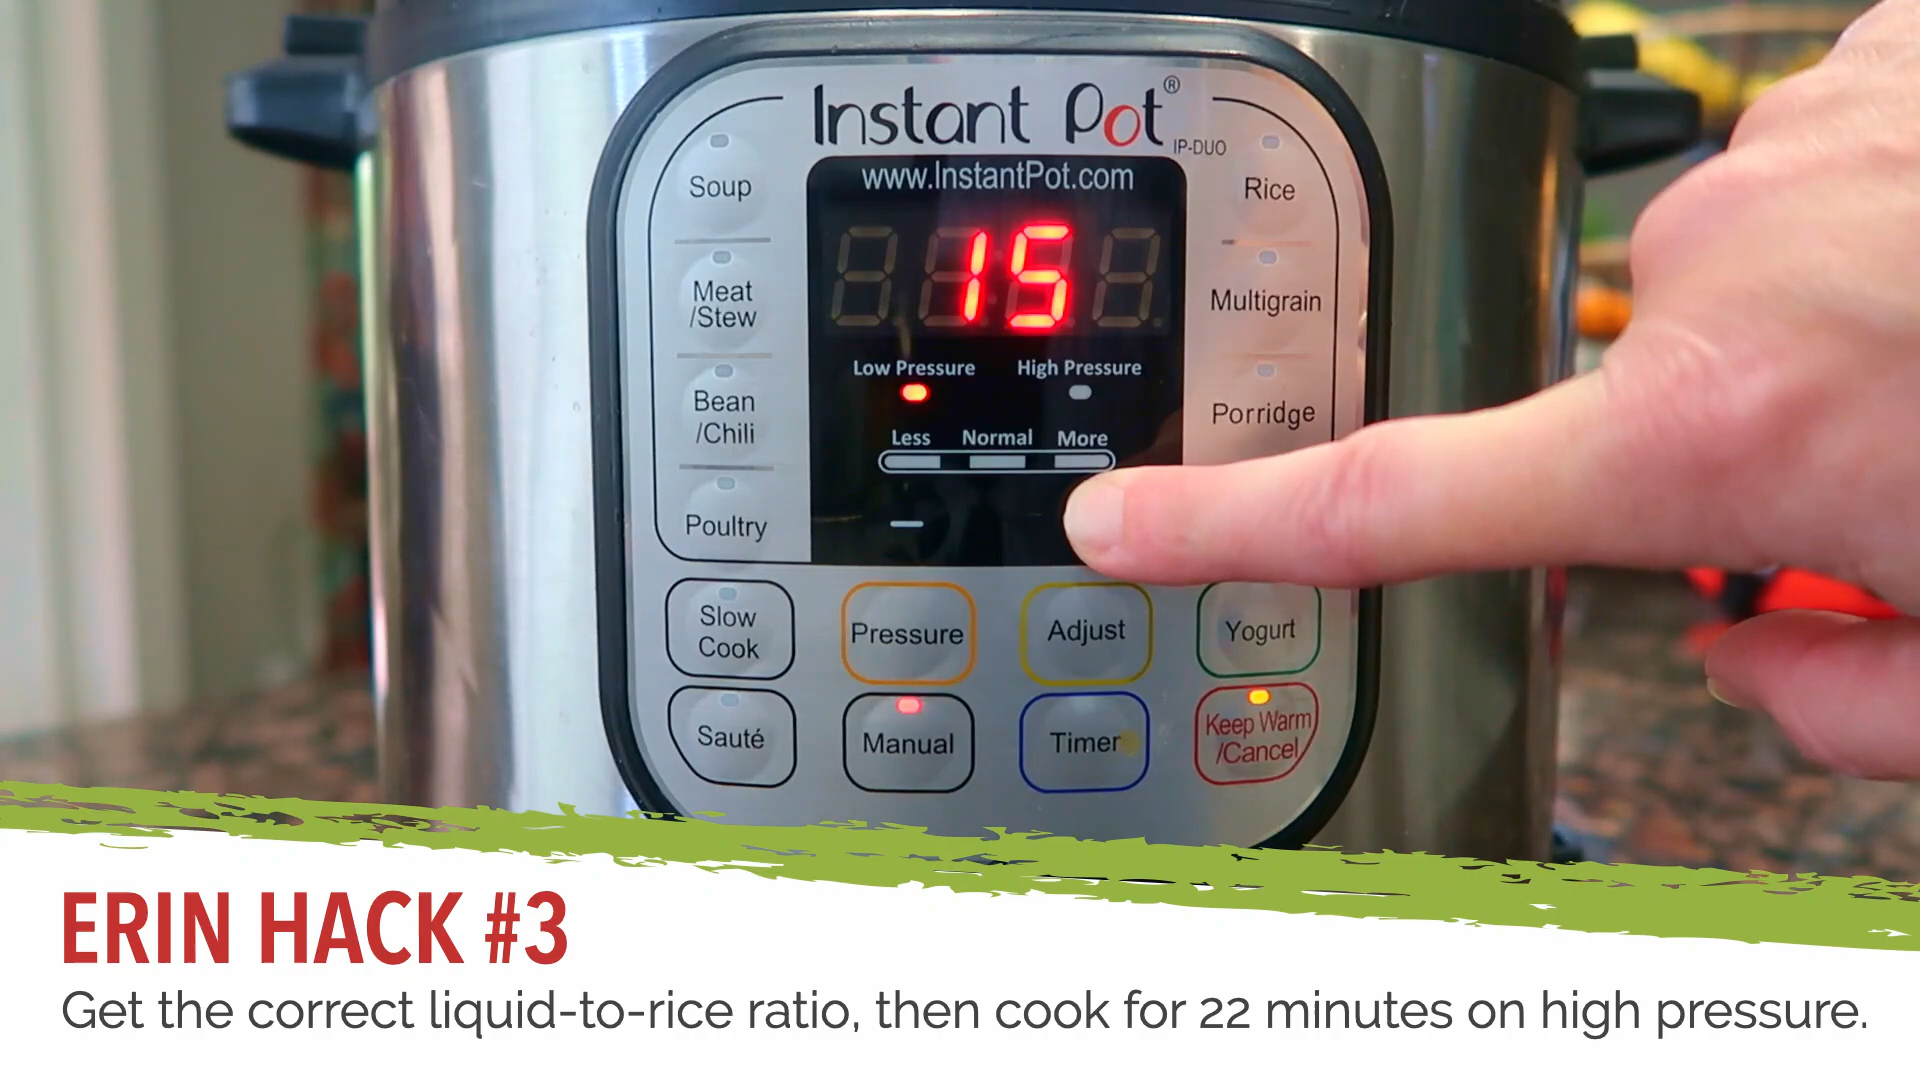 Instant Pot®
IP-DUO
www.InstantPot.com
15
Low Pressure High Pressure
Less Normal More
–
Soup
Meat
/Stew
Bean
/Chili
Poultry
Rice
Multigrain
Porridge
Slow
Cook
Pressure
Adjust
Yogurt
Sauté
Manual
Timer
Keep Warm
/Cancel
ERIN HACK #3
Get the correct liquid-to-rice ratio, then cook for 22 minutes on high pressure.